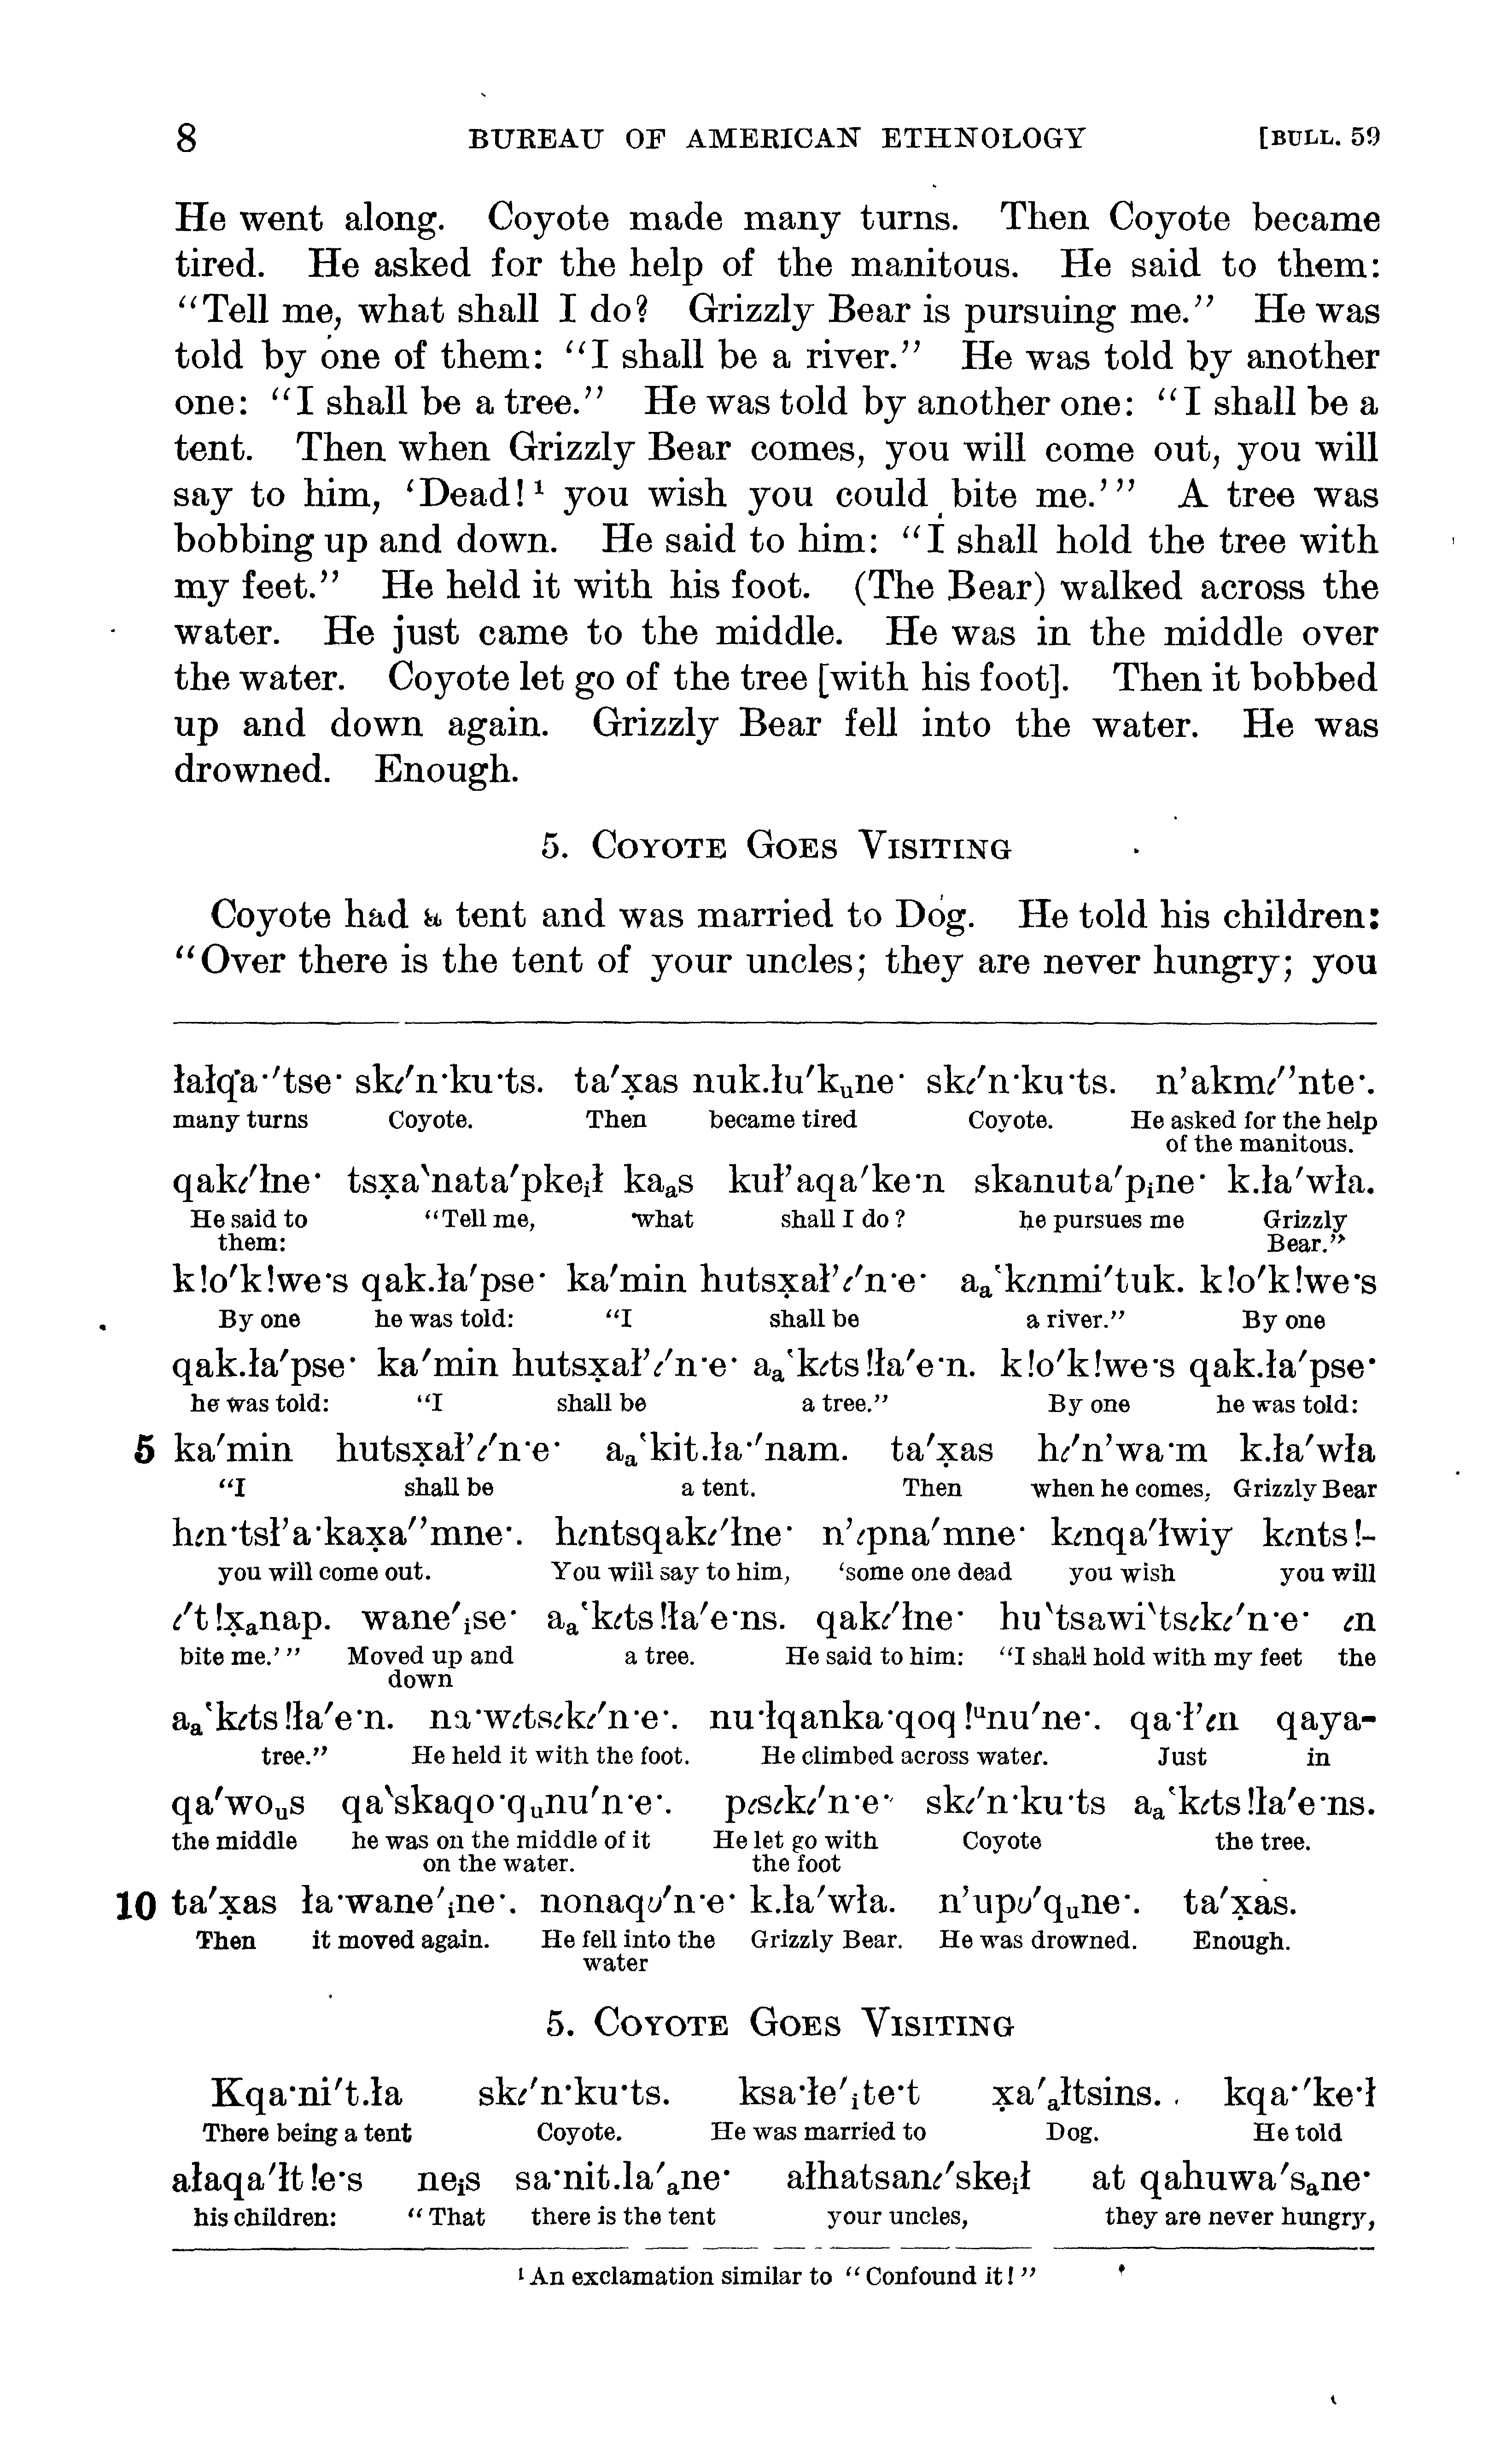 8 BUREAU OF AMERICAN ETHNOLOGY [BULL. 59
He went along. Coyote made many turns. Then Coyote became
tired. He asked for the help of the manitous. He said to them:
“Tell me, what shall I do? Grizzly Bear is pursuing me.” He was
told by one of them: “I shall be a river.” He was told by another
one: “I shall be a tree.” He was told by another one: “I shall be a
tent. Then when Grizzly Bear comes, you will come out, you will
say to him, ‘Dead!¹ you wish you could bite me.’” A tree was
bobbing up and down. He said to him: “I shall hold the tree with
my feet.” He held it with his foot. (The Bear) walked across the
water. He just came to the middle. He was in the middle over
the water. Coyote let go of the tree [with his foot]. Then it bobbed
up and down again. Grizzly Bear fell into the water. He was
drowned. Enough.
5. COYOTE GOES VISITING
Coyote had a tent and was married to Dog. He told his children:
“Over there is the tent of your uncles; they are never hungry; you
łałq‛a·′tse· skɩ′n·ku·ts. ta′x̣as nuk.łu′kᵤne· skɩ′n·ku·ts. n’akmɩ′′nte·.
many turns Coyote. Then became tired Coyote. He asked for the help
of the manitous.
qakɩ′łne· tsx̣a‵nata′pkeᵢł kaₐs kuł’aqa′ke·n skanuta′pᵢne· k.ła′wła.
He said to “Tell me, what shall I do? he pursues me Grizzly
them: Bear.”
k!o′k!we·s qak.ła′pse· ka′min hutsx̣ał’ɩ′n·e· aₐ‛kɩnmi′tuk. k!o′k!we·s
By one he was told: “I shall be a river.” By one
qak.ła′pse· ka′min hutsx̣ał’ɩ′n·e· aₐ‛kɩts!ła′e·n. k!o′k!we·s qak.ła′pse·
he was told: “I shall be a tree.” By one he was told:
5 ka′min hutsx̣ał’ɩ′n·e· aₐ‛kit.ła·′nam. ta′x̣as hɩ′n’wa·m k.ła′wła
“I shall be a tent. Then when he comes, Grizzly Bear
hɩn·tsł’a·kax̣a′′mne·. hɩntsqakɩ′łne· n’ɩpna′mne· kɩnqa′łwiy kɩnts!-
you will come out. You will say to him, ‘some one dead you wish you will
ɩ′t!x̣ₐnap. wane′ᵢse· aₐ‛kɩts!ła′e·ns. qakɩ′łne· hu‵tsawi‵tsɩkɩ′n·e· ɩn
bite me.’” Moved up and a tree. He said to him: “I shall hold with my feet the
down
aₐ‛kɩts!ła′e·n. na·wɩtsɩkɩ′n·e·. nu·łqanka·qoq!ᵘnu′ne·. qa·ł’ɩn qaya-
tree.” He held it with the foot. He climbed across water. Just in
qa′woᵤs qa‵skaqo·qᵤnu′n·e·. pɩsɩkɩ′n·e· skɩ′n·ku·ts aₐ‛kɩts!ła′e·ns.
the middle he was on the middle of it He let go with Coyote the tree.
on the water. the foot
10 ta′x̣as ła·wane′ᵢne·. nonaqʊ′n·e· k.ła′wła. n’upʊ′qᵤne·. ta′x̣as.
Then it moved again. He fell into the Grizzly Bear. He was drowned. Enough.
water
5. COYOTE GOES VISITING
Kqa·ni′t.ła skɩ′n·ku·ts. ksa·łe′ᵢte·t x̣a′ₐłtsins. kqa·′ke·ł
There being a tent Coyote. He was married to Dog. He told
ałaqa′łt!e·s neᵢs sa·nit.la′ₐne· ałhatsanɩ′skeᵢł at qahuwa′sₐne·
his children: “That there is the tent your uncles, they are never hungry,
¹ An exclamation similar to “Confound it!”